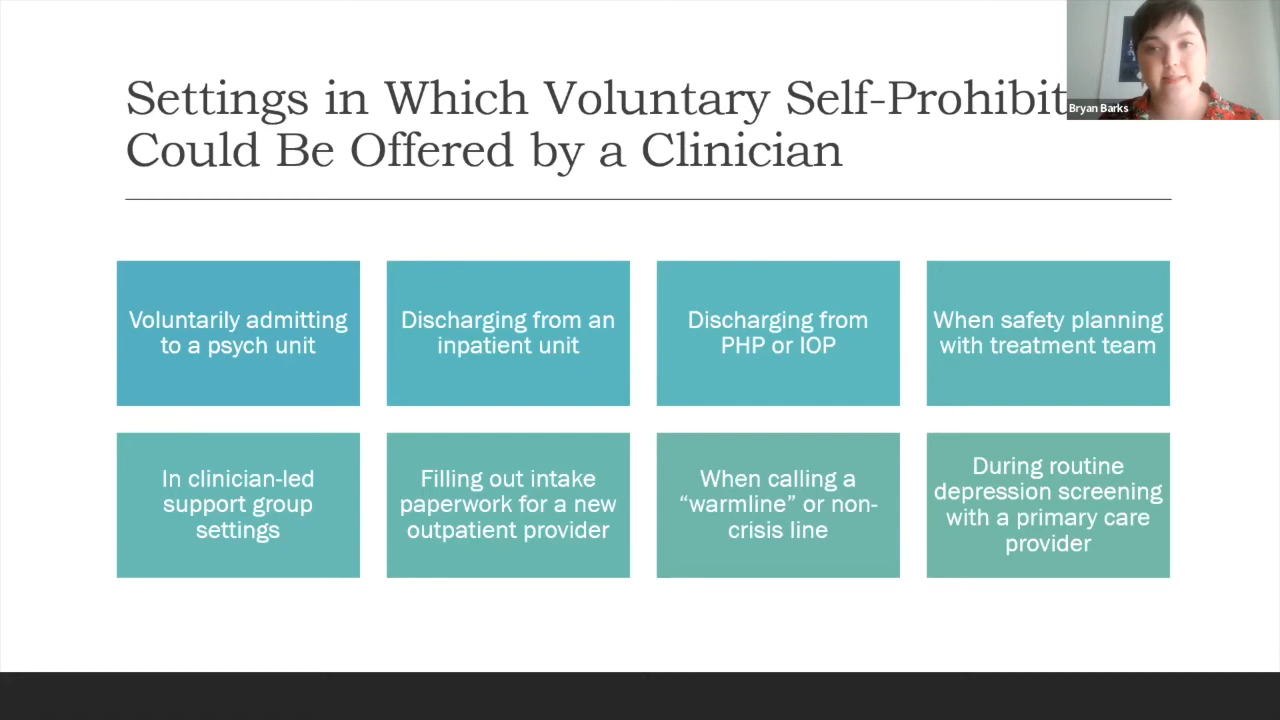 Settings in Which Voluntary Self-Prohibit
Could Be Offered by a Clinician
Bryan Barks
Voluntarily admitting
to a psych unit
Discharging from an
inpatient unit
Discharging from
PHP or IOP
When safety planning
with treatment team
In clinician-led
support group
settings
Filling out intake
paperwork for a new
outpatient provider
When calling a
“warmline” or non-
crisis line
During routine
depression screening
with a primary care
provider